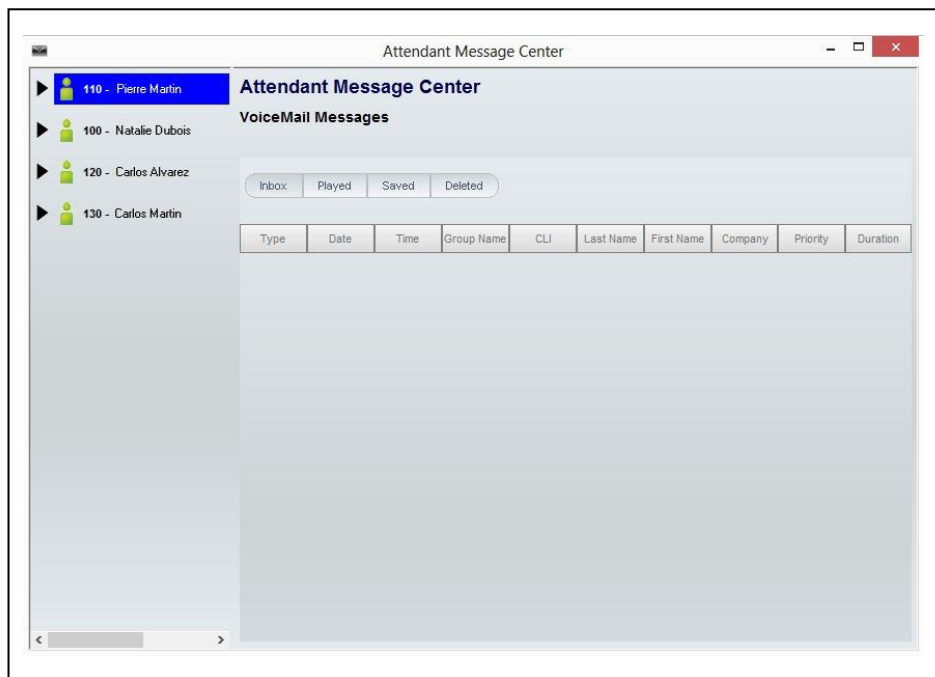 Attendant Message Center
110 - Pierre Martin
100 - Natalie Dubois
120 - Carlos Alvarez
130 - Carlos Martin
Attendant Message Center
VoiceMail Messages
Inbox Played Saved Deleted
Type Date Time Group Name CLI Last Name First Name Company Priority Duration